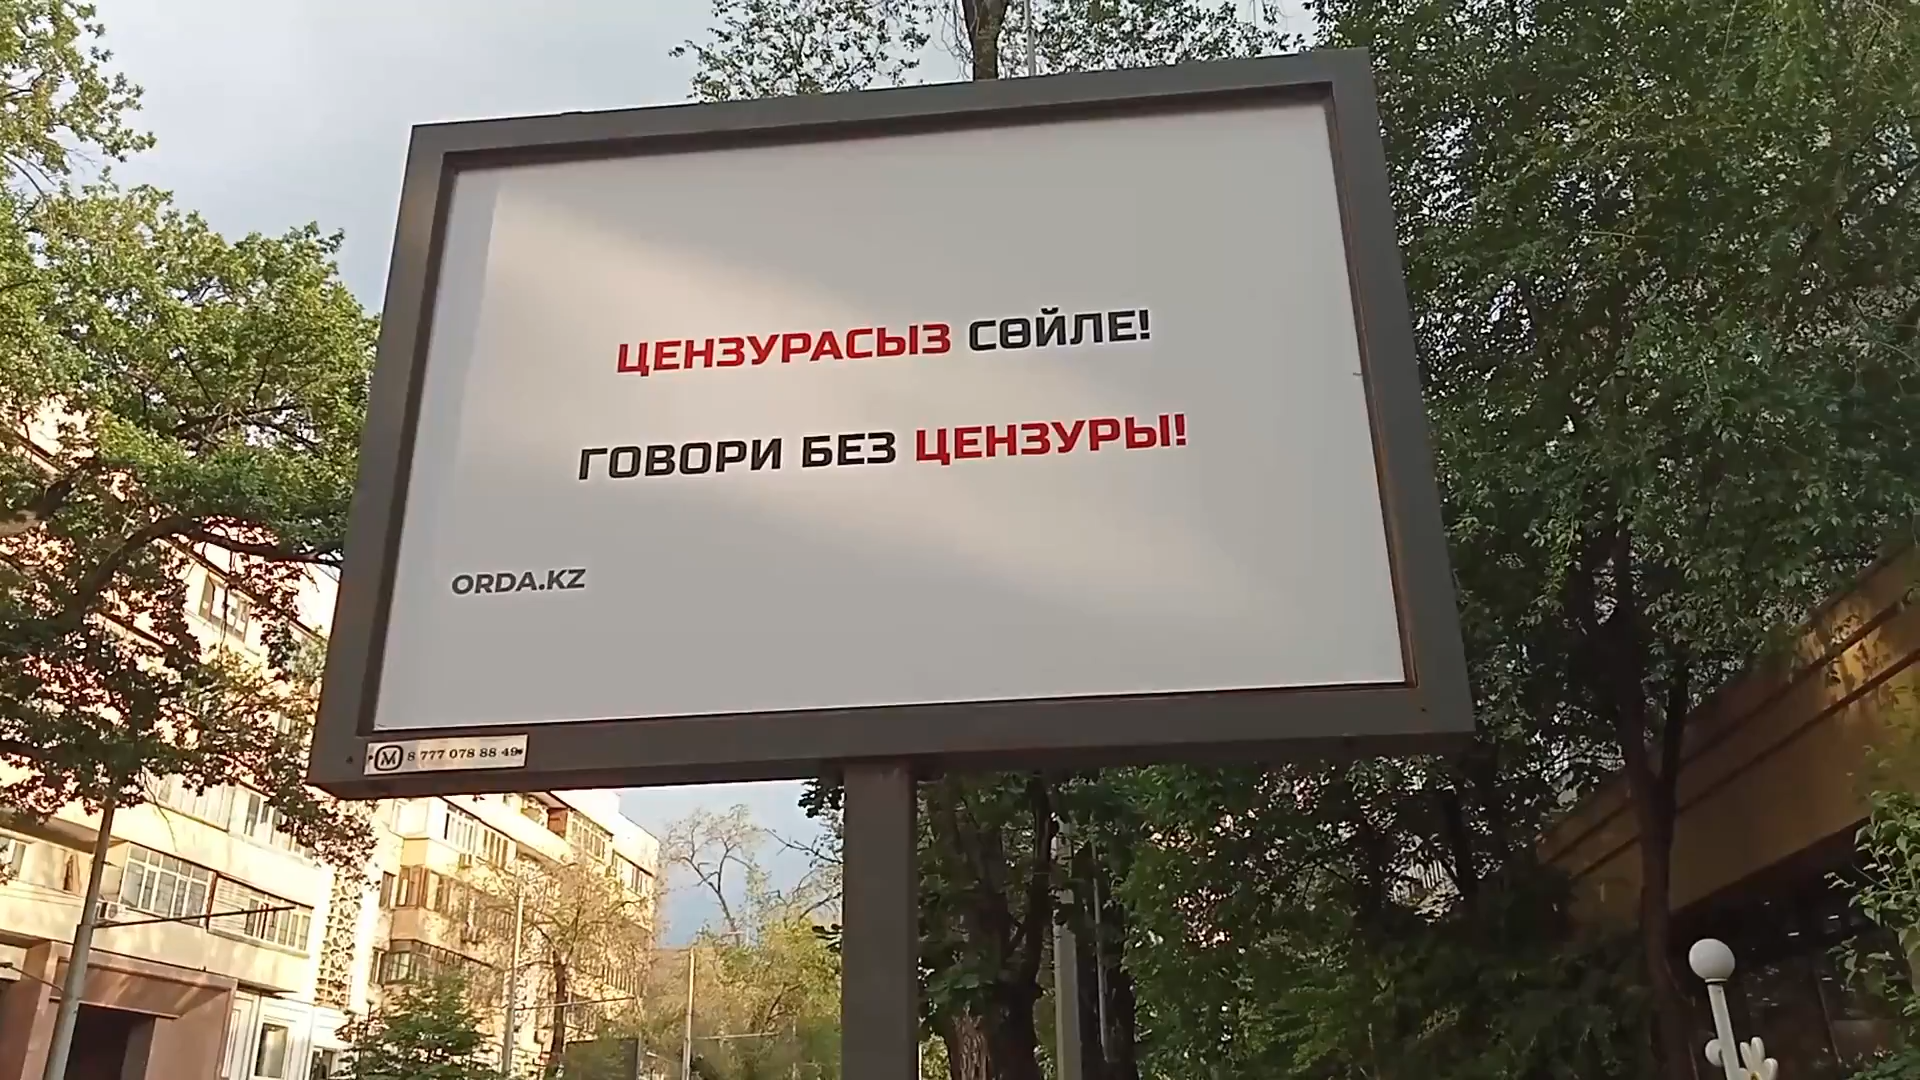 ЦЕНЗУРАСЫЗ СӨЙЛЕ!
ГОВОРИ БЕЗ ЦЕНЗУРЫ!
ORDA.KZ
M 8 777 078 88 49